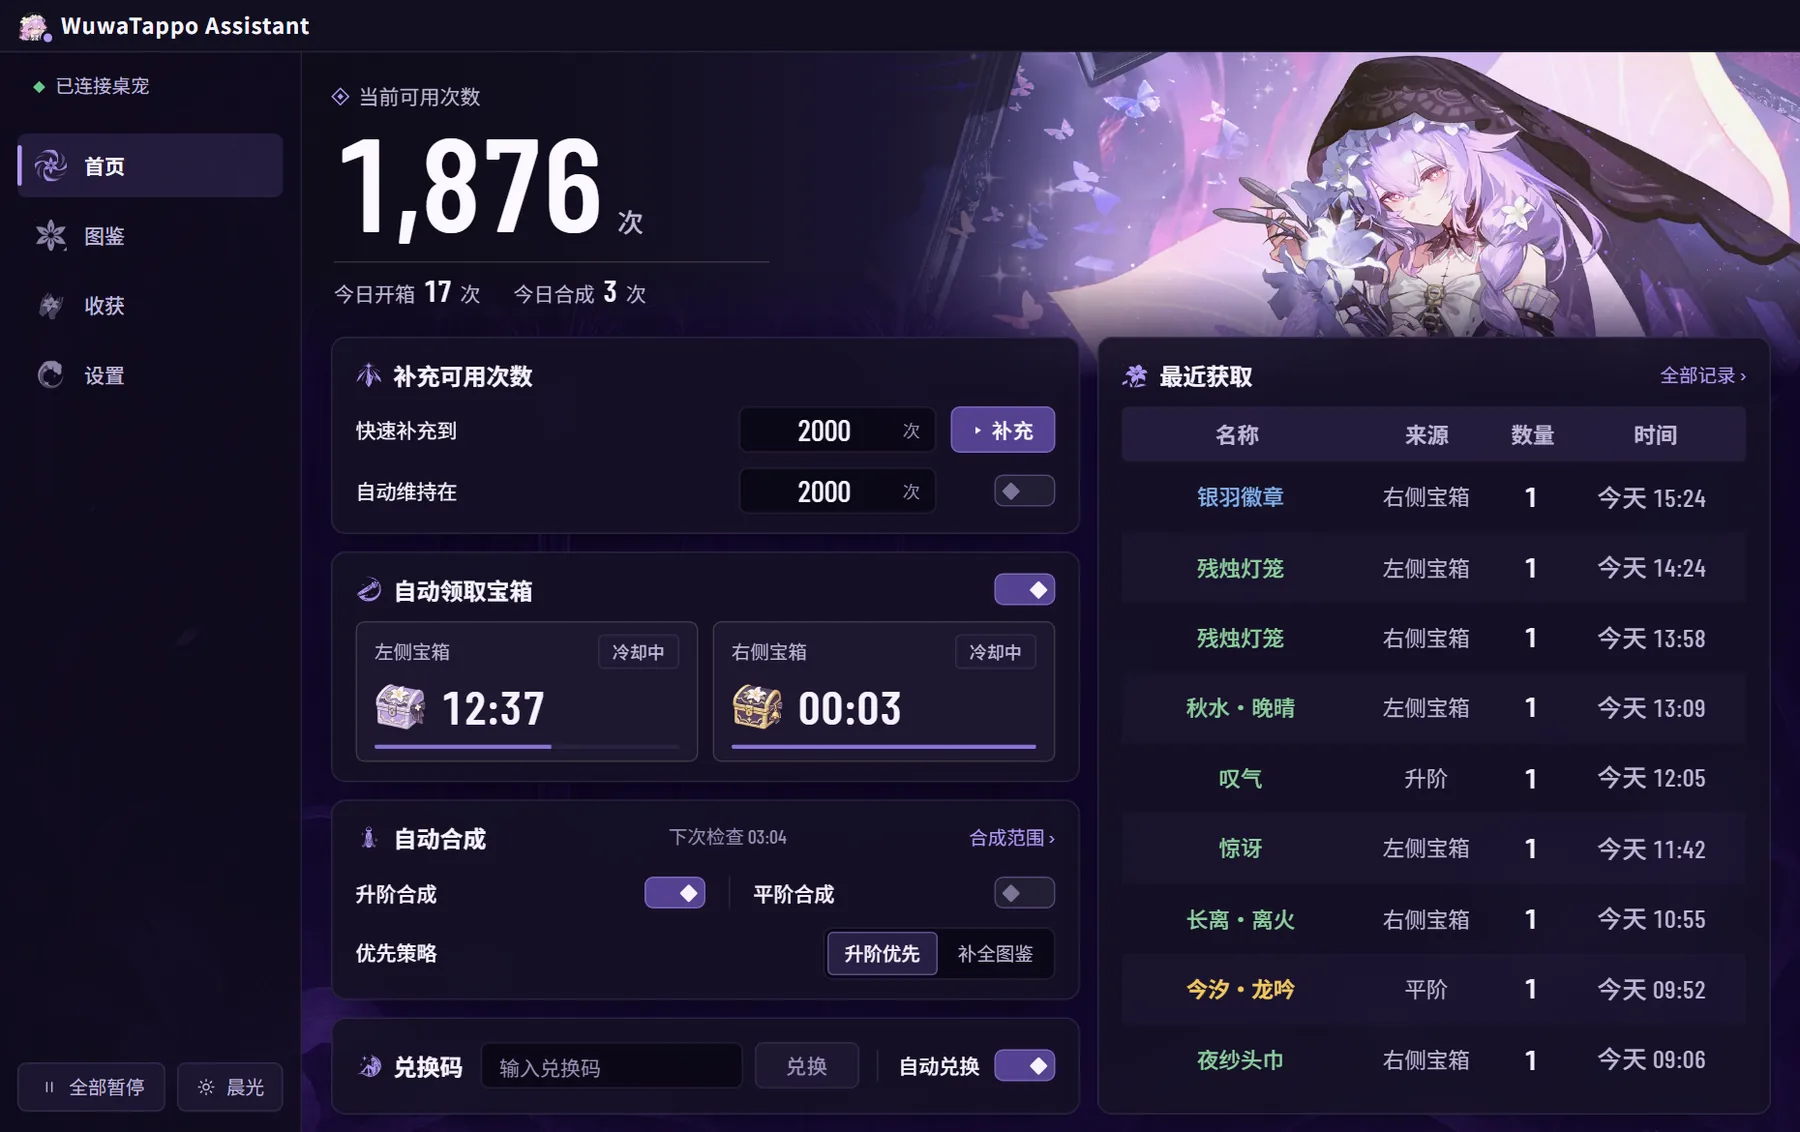 WuwaTappo Assistant
已连接桌宠
首页
图鉴
收获
设置
全部暂停
晨光
当前可用次数
1,876 次
今日开箱 17 次 今日合成 3 次
补充可用次数
快速补充到 2000 次 补充
自动维持在 2000 次
自动领取宝箱
左侧宝箱 冷却中
12:37
右侧宝箱 冷却中
00:03
自动合成 下次检查 03:04 合成范围 ›
升阶合成 平阶合成
优先策略 升阶优先 补全图鉴
兑换码 输入兑换码 兑换 自动兑换
最近获取 全部记录 ›
名称 来源 数量 时间
银羽徽章 右侧宝箱 1 今天 15:24
残烛灯笼 左侧宝箱 1 今天 14:24
残烛灯笼 右侧宝箱 1 今天 13:58
秋水・晚晴 左侧宝箱 1 今天 13:09
叹气 升阶 1 今天 12:05
惊讶 左侧宝箱 1 今天 11:42
长离・离火 右侧宝箱 1 今天 10:55
今汐・龙吟 平阶 1 今天 09:52
夜纱头巾 右侧宝箱 1 今天 09:06